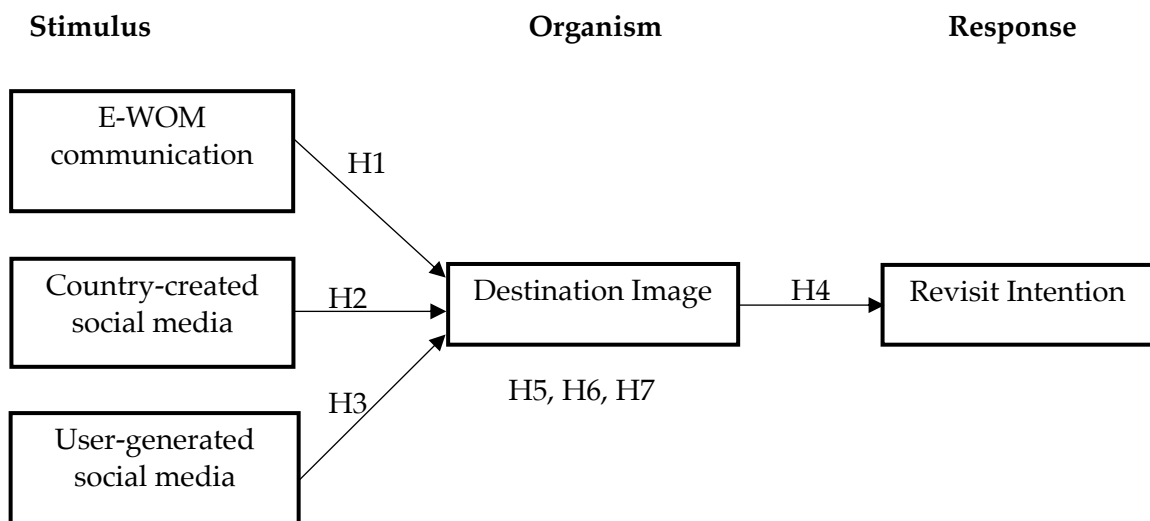 Stimulus
Organism
Response
E-WOM
communication
H1
Country-created
social media
H2
Destination Image
H4
Revisit Intention
H3
H5, H6, H7
User-generated
social media